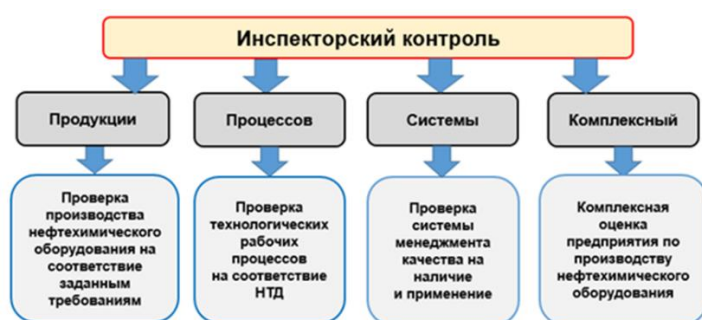 Инспекторский контроль
Продукции
Процессов
Системы
Комплексный
Проверка
производства
нефтехимического
оборудования на
соответствие
заданным
требованиям
Проверка
технологических
рабочих
процессов
на соответствие
НТД
Проверка
системы
менеджмента
качества на
наличие
и применение
Комплексная
оценка
предприятия по
производству
нефтехимического
оборудования